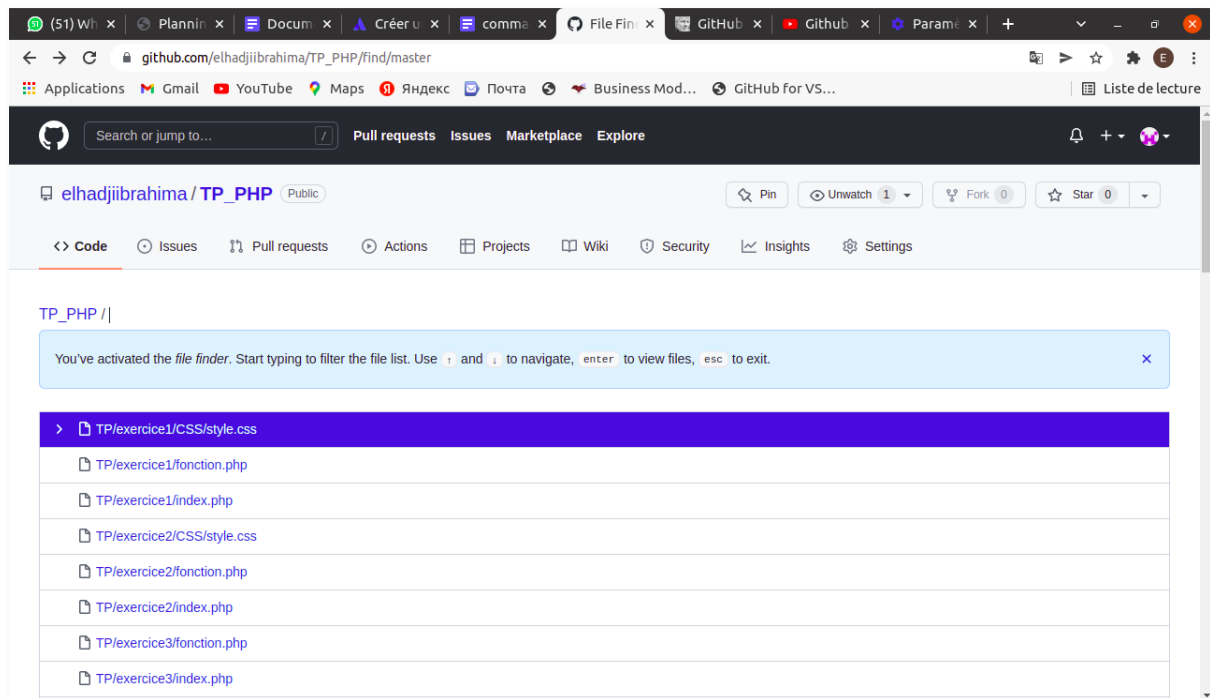 (51) Wh
Plannin
Docum
Créer u
comma
File Fin
GitHub
Github
Paramè
github.com/elhadjiibrahima/TP_PHP/find/master
E
Applications
Gmail
YouTube
Maps
Яндекс
Почта
Business Mod...
GitHub for VS...
Liste de lecture
Search or jump to...
/
Pull requests
Issues
Marketplace
Explore
elhadjiibrahima / TP_PHP
Public
Pin
Unwatch 1
Fork 0
Star 0
Code
Issues
Pull requests
Actions
Projects
Wiki
Security
Insights
Settings
TP_PHP /
You've activated the file finder. Start typing to filter the file list. Use ↑ and ↓ to navigate, enter to view files, esc to exit.
TP/exercice1/CSS/style.css
TP/exercice1/fonction.php
TP/exercice1/index.php
TP/exercice2/CSS/style.css
TP/exercice2/fonction.php
TP/exercice2/index.php
TP/exercice3/fonction.php
TP/exercice3/index.php